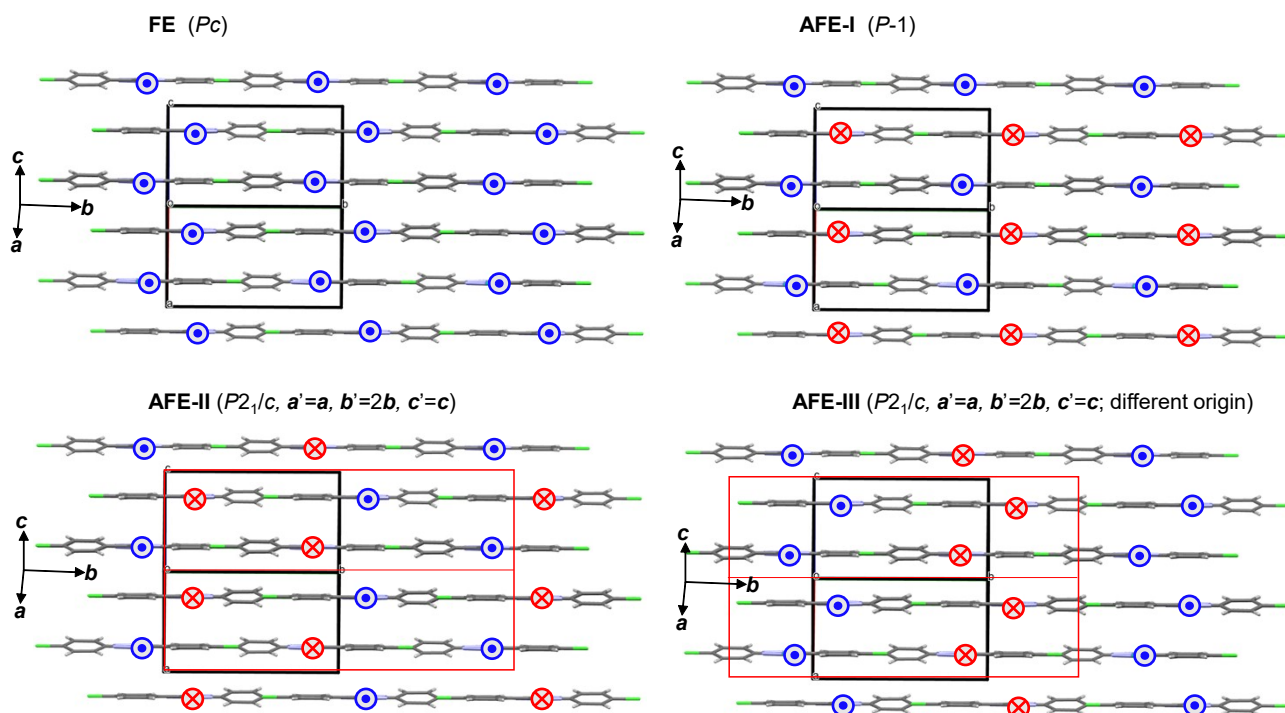 FE (Pc)
AFE-I (P-1)
c
b
a
c
o
b
a
c
b
a
c
o
b
a
AFE-II (P2₁/c, a'=a, b'=2b, c'=c)
AFE-III (P2₁/c, a'=a, b'=2b, c'=c; different origin)
c
b
a
c
o
b
a
c
b
a
c
o
b
a